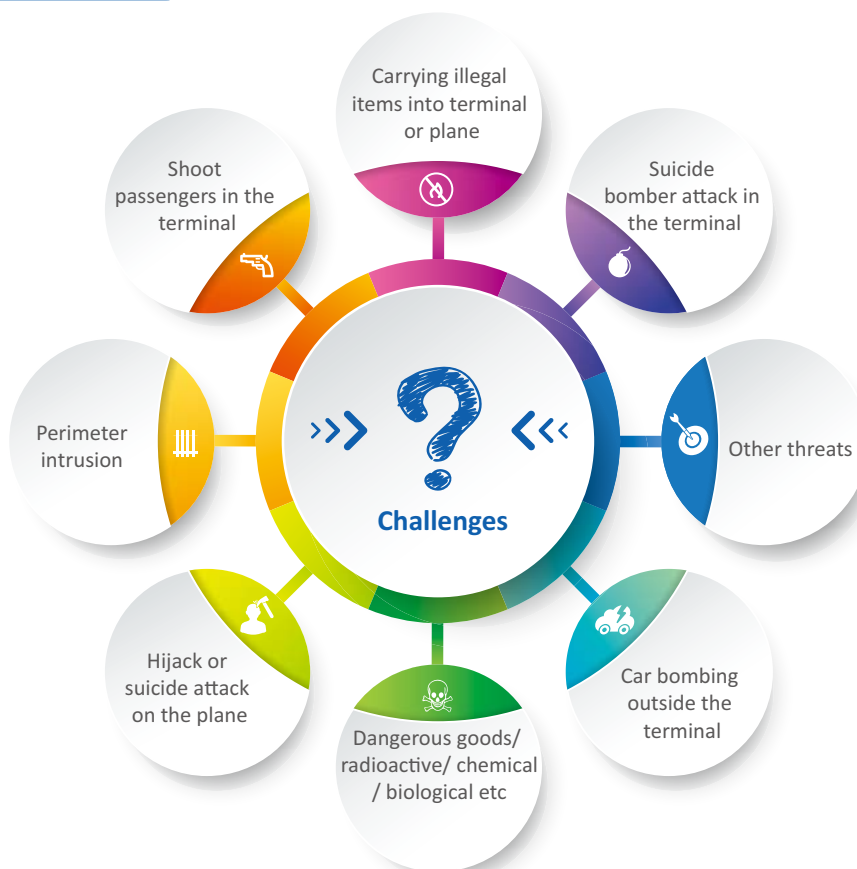 Carrying illegal
items into terminal
or plane
Suicide
bomber attack in
the terminal
Other threats
Car bombing
outside the
terminal
Dangerous goods/
radioactive/ chemical
/ biological etc
Hijack or
suicide attack
on the plane
Perimeter
intrusion
Shoot
passengers in the
terminal
Challenges